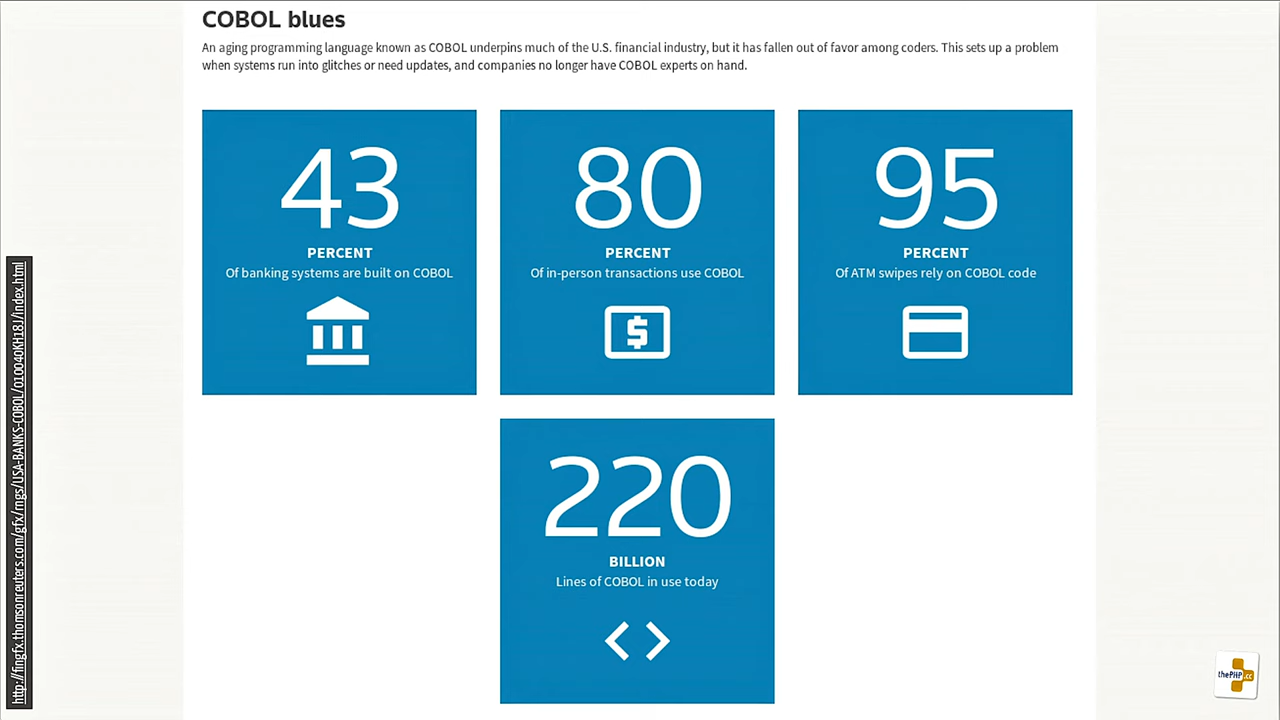 COBOL blues
An aging programming language known as COBOL underpins much of the U.S. financial industry, but it has fallen out of favor among coders. This sets up a problem
when systems run into glitches or need updates, and companies no longer have COBOL experts on hand.
43
PERCENT
Of banking systems are built on COBOL
80
PERCENT
Of in-person transactions use COBOL
$
95
PERCENT
Of ATM swipes rely on COBOL code
220
BILLION
Lines of COBOL in use today
http://fingfx.thomsonreuters.com/gfx/rngs/USA-BANKS-COBOL/010040KH18J/index.html
thePHP.cc